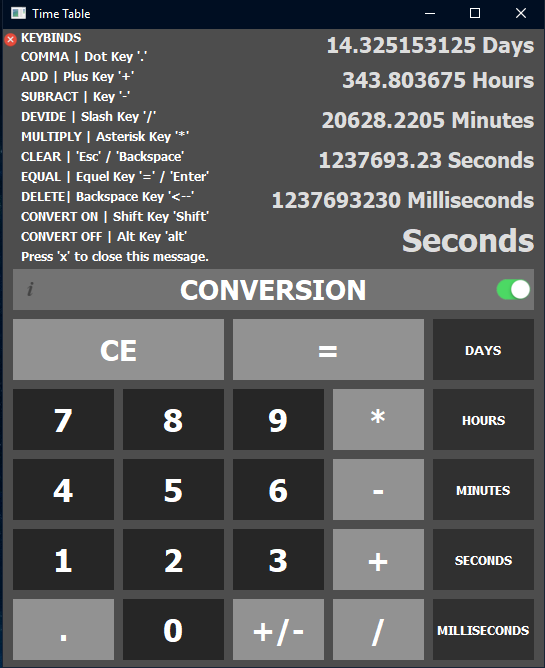 Time Table
KEYBINDS
COMMA | Dot Key '.'
ADD | Plus Key '+'
SUBRACT | Key '-'
DEVIDE | Slash Key '/'
MULTIPLY | Asterisk Key '*'
CLEAR | 'Esc' / 'Backspace'
EQUAL | Equel Key '=' / 'Enter'
DELETE| Backspace Key '<--'
CONVERT ON | Shift Key 'Shift'
CONVERT OFF | Alt Key 'alt'
Press 'x' to close this message.
14.325153125 Days
343.803675 Hours
20628.2205 Minutes
1237693.23 Seconds
1237693230 Milliseconds
Seconds
i CONVERSION
CE = DAYS
7 8 9 * HOURS
4 5 6 - MINUTES
1 2 3 + SECONDS
. 0 +/- / MILLISECONDS